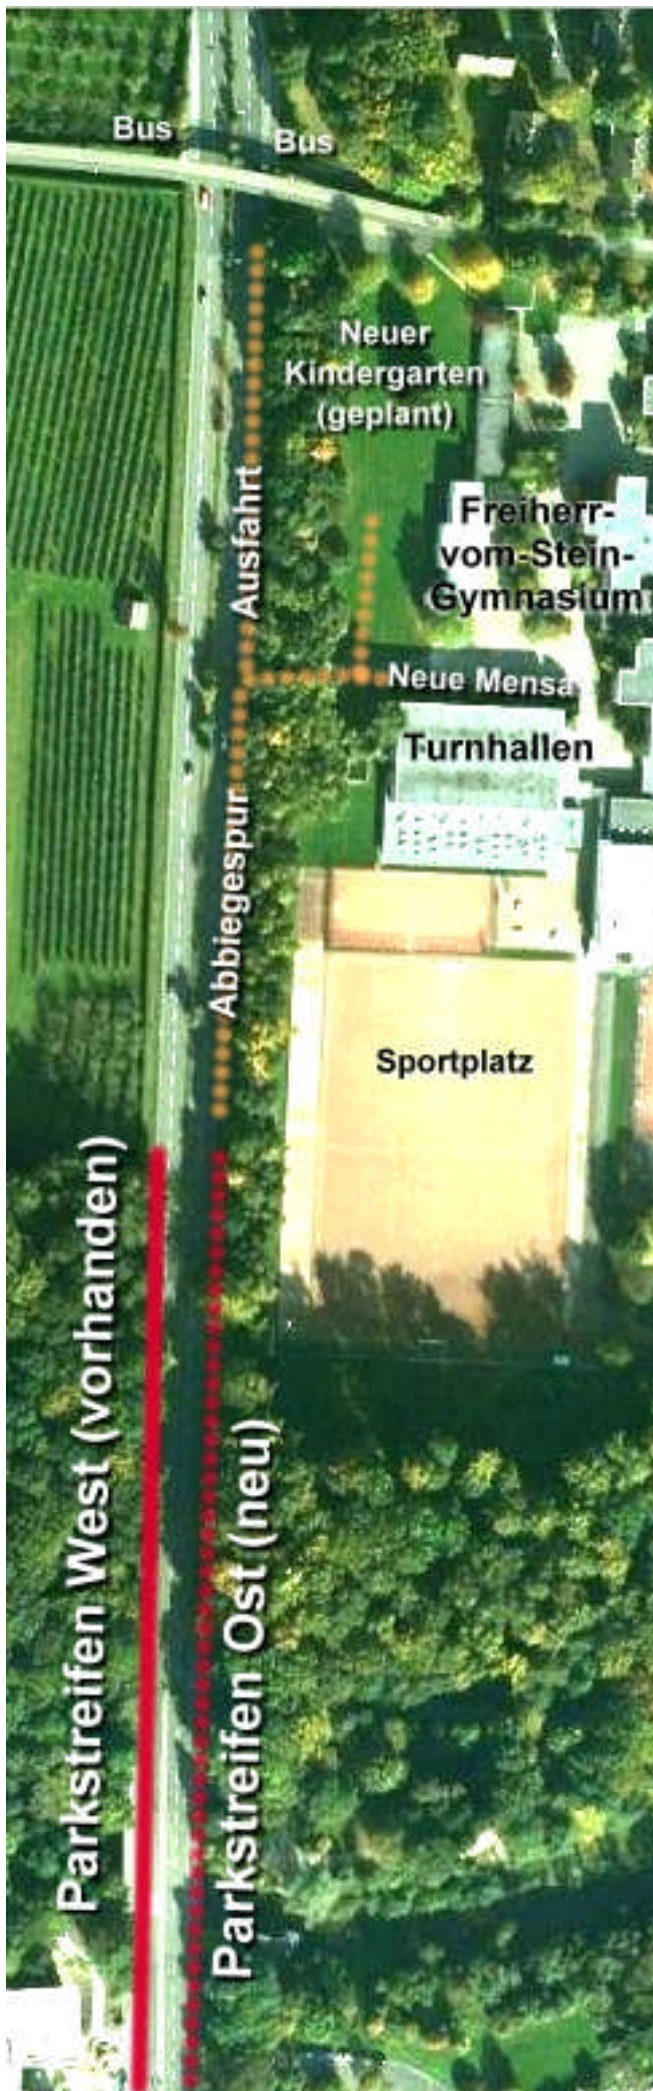 Bus
Bus
Neuer
Kindergarten
(geplant)
Ausfahrt
Freiherr-
vom-Stein-
Gymnasium
Neue Mensa
Turnhallen
Abbiegespur
Sportplatz
Parkstreifen West (vorhanden)
Parkstreifen Ost (neu)